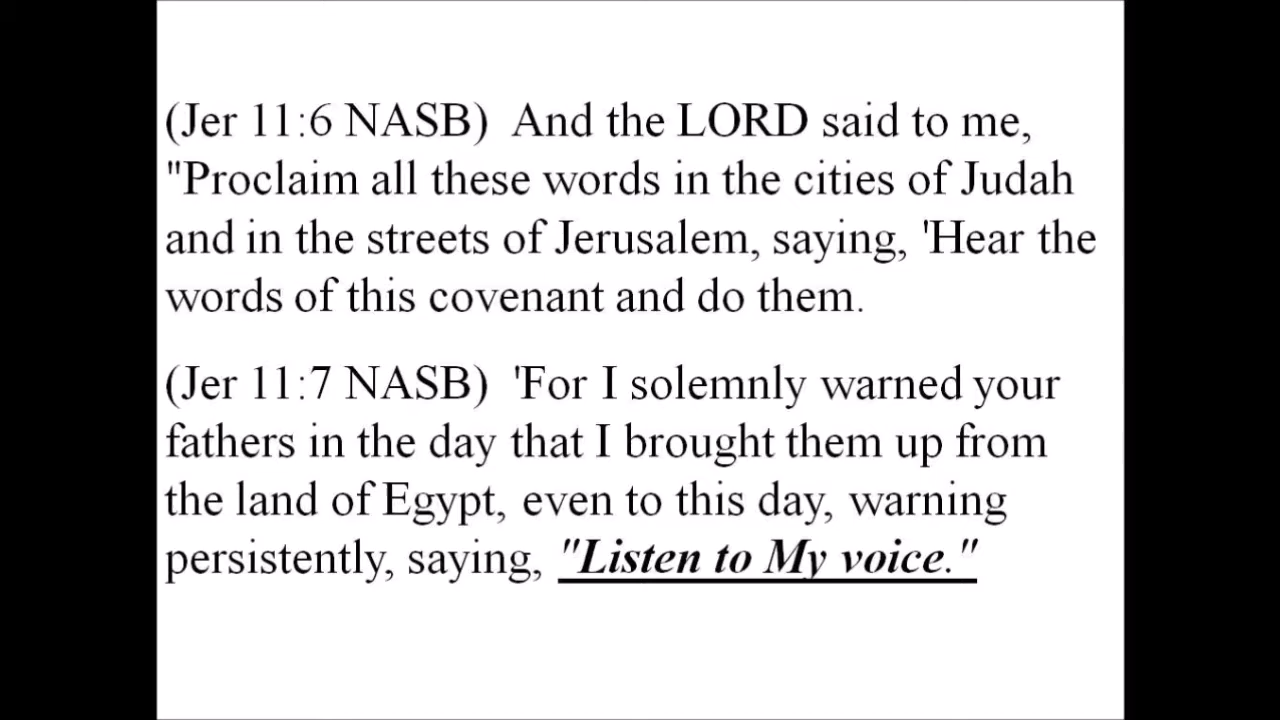 (Jer 11:6 NASB)  And the LORD said to me,
"Proclaim all these words in the cities of Judah
and in the streets of Jerusalem, saying, 'Hear the
words of this covenant and do them.
(Jer 11:7 NASB)  'For I solemnly warned your
fathers in the day that I brought them up from
the land of Egypt, even to this day, warning
persistently, saying, "Listen to My voice."